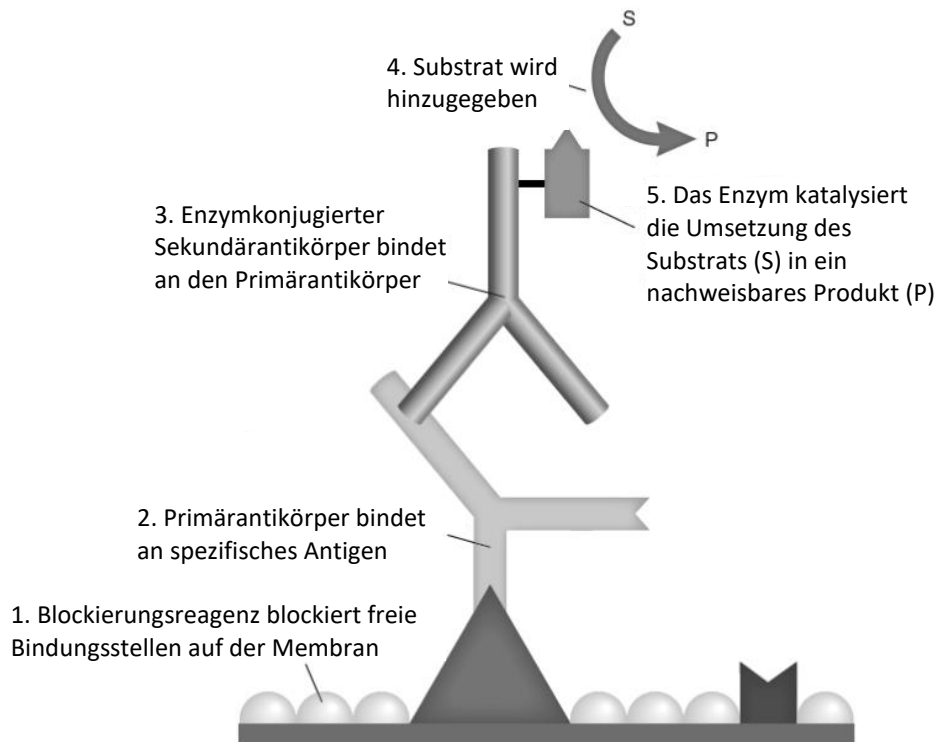 S
4. Substrat wird
hinzugegeben
P
3. Enzymkonjugierter
Sekundärantikörper bindet
an den Primärantikörper
5. Das Enzym katalysiert
die Umsetzung des
Substrats (S) in ein
nachweisbares Produkt (P)
2. Primärantikörper bindet
an spezifisches Antigen
1. Blockierungsreagenz blockiert freie
Bindungsstellen auf der Membran